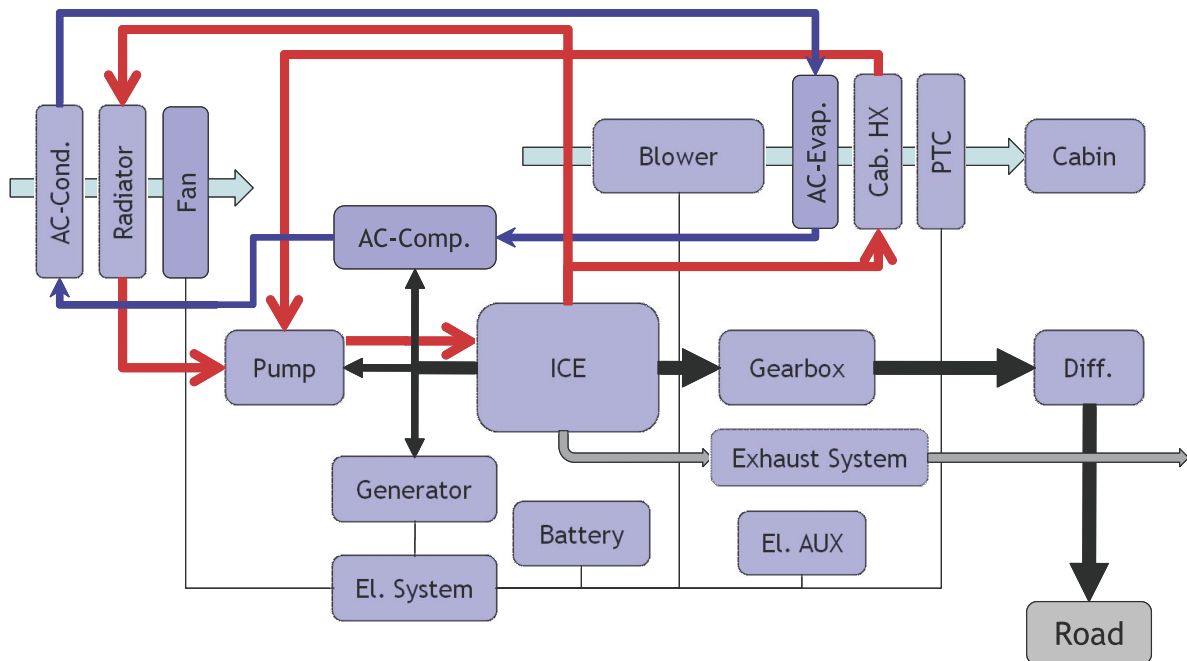 AC-Cond.
Radiator
Fan
Blower
AC-Evap.
Cab. HX
PTC
Cabin
AC-Comp.
Pump
ICE
Gearbox
Diff.
Exhaust System
Generator
Battery
El. AUX
El. System
Road